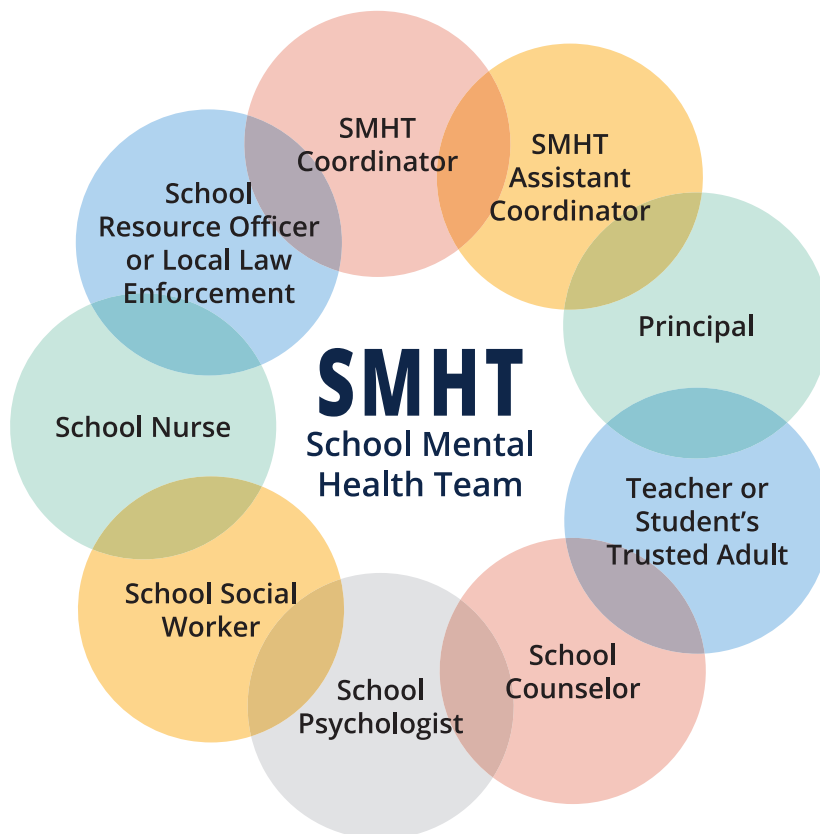 SMHT
Coordinator
SMHT
Assistant
Coordinator
School
Resource Officer
or Local Law
Enforcement
Principal
SMHT
School Mental
Health Team
School Nurse
Teacher or
Student’s
Trusted Adult
School Social
Worker
School
Counselor
School
Psychologist